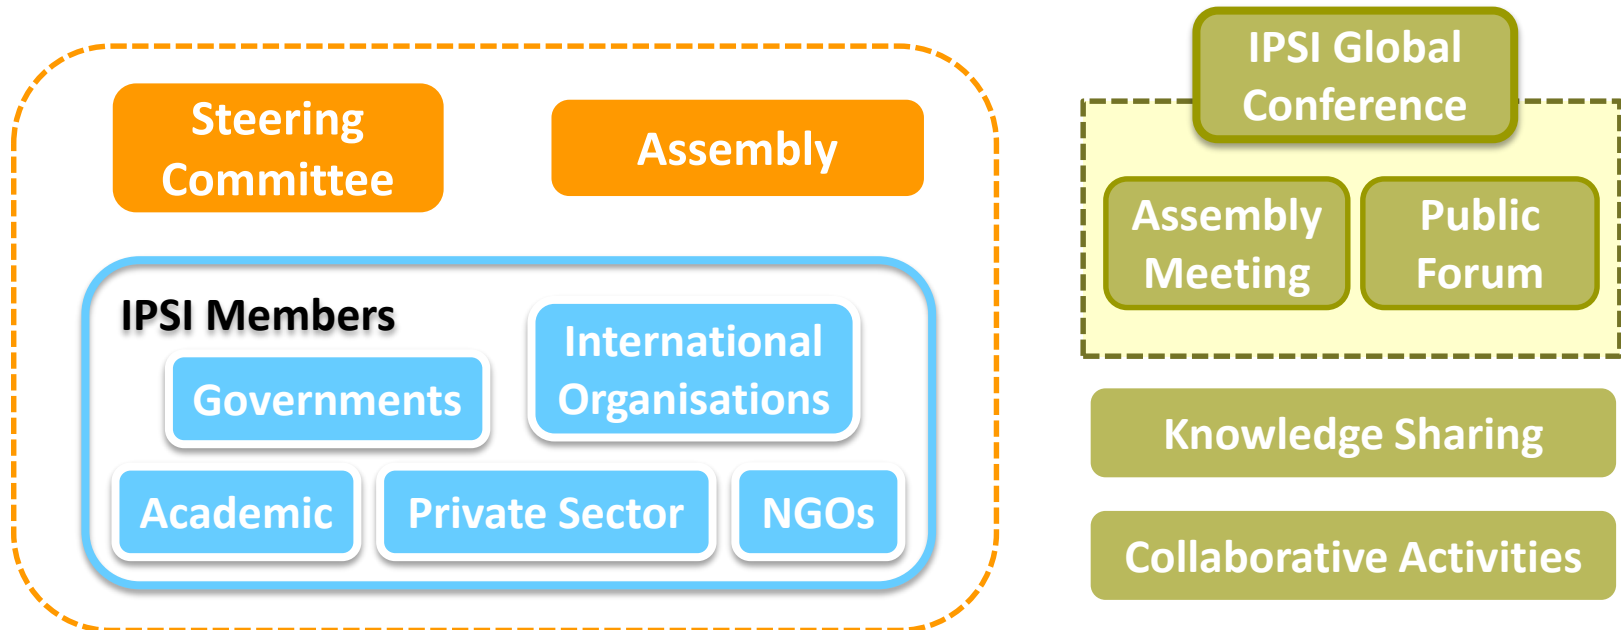 Steering
Committee
Assembly
IPSI Members
Governments
International
Organisations
Academic
Private Sector
NGOs
IPSI Global
Conference
Assembly
Meeting
Public
Forum
Knowledge Sharing
Collaborative Activities